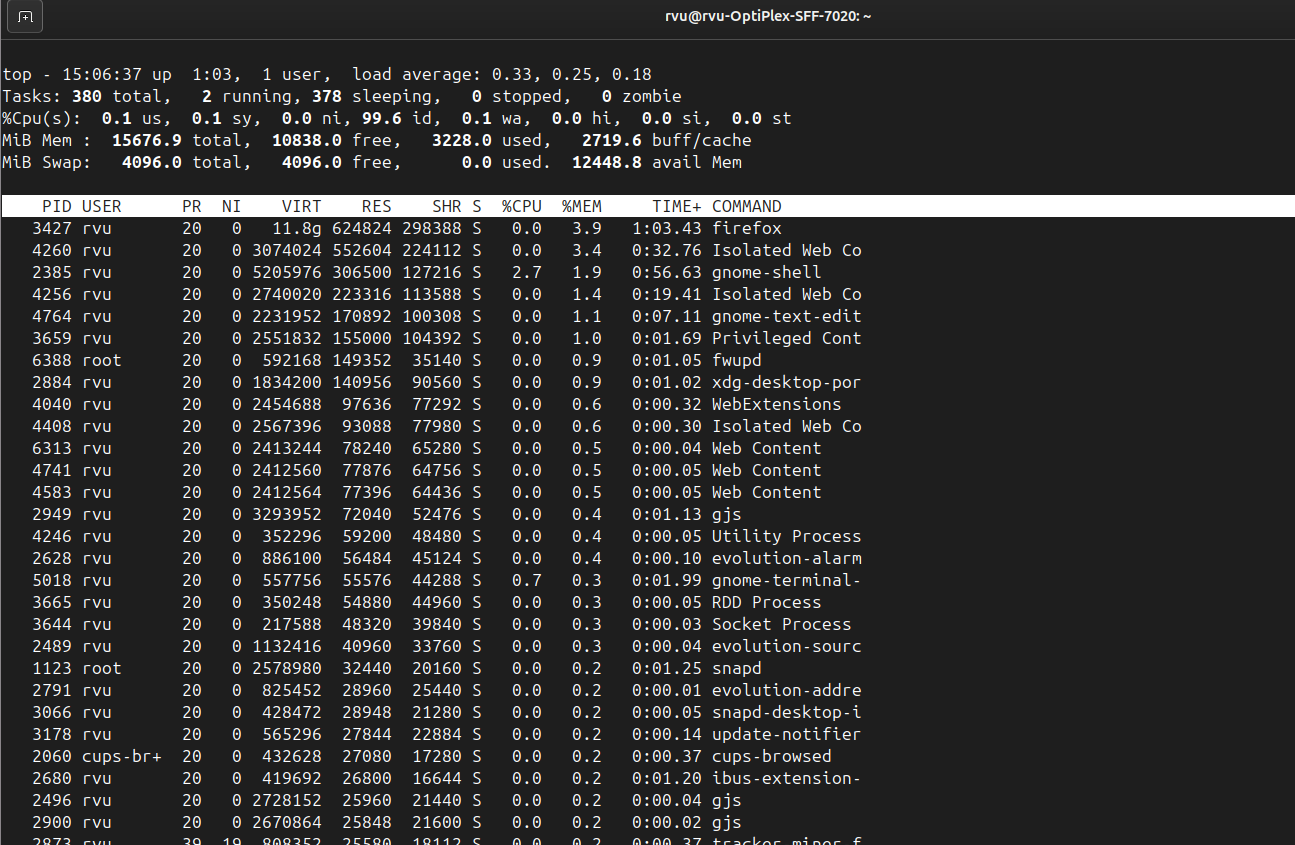 rvu@rvu-OptiPlex-SFF-7020: ~
top - 15:06:37 up  1:03,  1 user,  load average: 0.33, 0.25, 0.18
Tasks: 380 total,   2 running, 378 sleeping,   0 stopped,   0 zombie
%Cpu(s):  0.1 us,  0.1 sy,  0.0 ni, 99.6 id,  0.1 wa,  0.0 hi,  0.0 si,  0.0 st
MiB Mem :  15676.9 total,  10838.0 free,   3228.0 used,   2719.6 buff/cache
MiB Swap:   4096.0 total,   4096.0 free,      0.0 used.  12448.8 avail Mem
PID USER      PR  NI    VIRT    RES    SHR S  %CPU  %MEM     TIME+ COMMAND
3427 rvu       20   0   11.8g 624824 298388 S   0.0   3.9   1:03.43 firefox
4260 rvu       20   0 3074024 552604 224112 S   0.0   3.4   0:32.76 Isolated Web Co
2385 rvu       20   0 5205976 306500 127216 S   2.7   1.9   0:56.63 gnome-shell
4256 rvu       20   0 2740020 223316 113588 S   0.0   1.4   0:19.41 Isolated Web Co
4764 rvu       20   0 2231952 170892 100308 S   0.0   1.1   0:07.11 gnome-text-edit
3659 rvu       20   0 2551832 155000 104392 S   0.0   1.0   0:01.69 Privileged Cont
6388 root      20   0  592168 149352  35140 S   0.0   0.9   0:01.05 fwupd
2884 rvu       20   0 1834200 140956  90560 S   0.0   0.9   0:01.02 xdg-desktop-por
4040 rvu       20   0 2454688  97636  77292 S   0.0   0.6   0:00.32 WebExtensions
4408 rvu       20   0 2567396  93088  77980 S   0.0   0.6   0:00.30 Isolated Web Co
6313 rvu       20   0 2413244  78240  65280 S   0.0   0.5   0:00.04 Web Content
4741 rvu       20   0 2412560  77876  64756 S   0.0   0.5   0:00.05 Web Content
4583 rvu       20   0 2412564  77396  64436 S   0.0   0.5   0:00.05 Web Content
2949 rvu       20   0 3293952  72040  52476 S   0.0   0.4   0:01.13 gjs
4246 rvu       20   0  352296  59200  48480 S   0.0   0.4   0:00.05 Utility Process
2628 rvu       20   0  886100  56484  45124 S   0.0   0.4   0:00.10 evolution-alarm
5018 rvu       20   0  557756  55576  44288 S   0.7   0.3   0:01.99 gnome-terminal-
3665 rvu       20   0  350248  54880  44960 S   0.0   0.3   0:00.05 RDD Process
3644 rvu       20   0  217588  48320  39840 S   0.0   0.3   0:00.03 Socket Process
2489 rvu       20   0 1132416  40960  33760 S   0.0   0.3   0:00.04 evolution-sourc
1123 root      20   0 2578980  32440  20160 S   0.0   0.2   0:01.25 snapd
2791 rvu       20   0  825452  28960  25440 S   0.0   0.2   0:00.01 evolution-addre
3066 rvu       20   0  428472  28948  21280 S   0.0   0.2   0:00.05 snapd-desktop-i
3178 rvu       20   0  565296  27844  22884 S   0.0   0.2   0:00.14 update-notifier
2060 cups-br+  20   0  432628  27080  17280 S   0.0   0.2   0:00.37 cups-browsed
2680 rvu       20   0  419692  26800  16644 S   0.0   0.2   0:01.20 ibus-extension-
2496 rvu       20   0 2728152  25960  21440 S   0.0   0.2   0:00.04 gjs
2900 rvu       20   0 2670864  25848  21600 S   0.0   0.2   0:00.02 gjs
2873 rvu       39  19  808352  25580  18112 S   0.0   0.2   0:00.37 tracker-miner-f